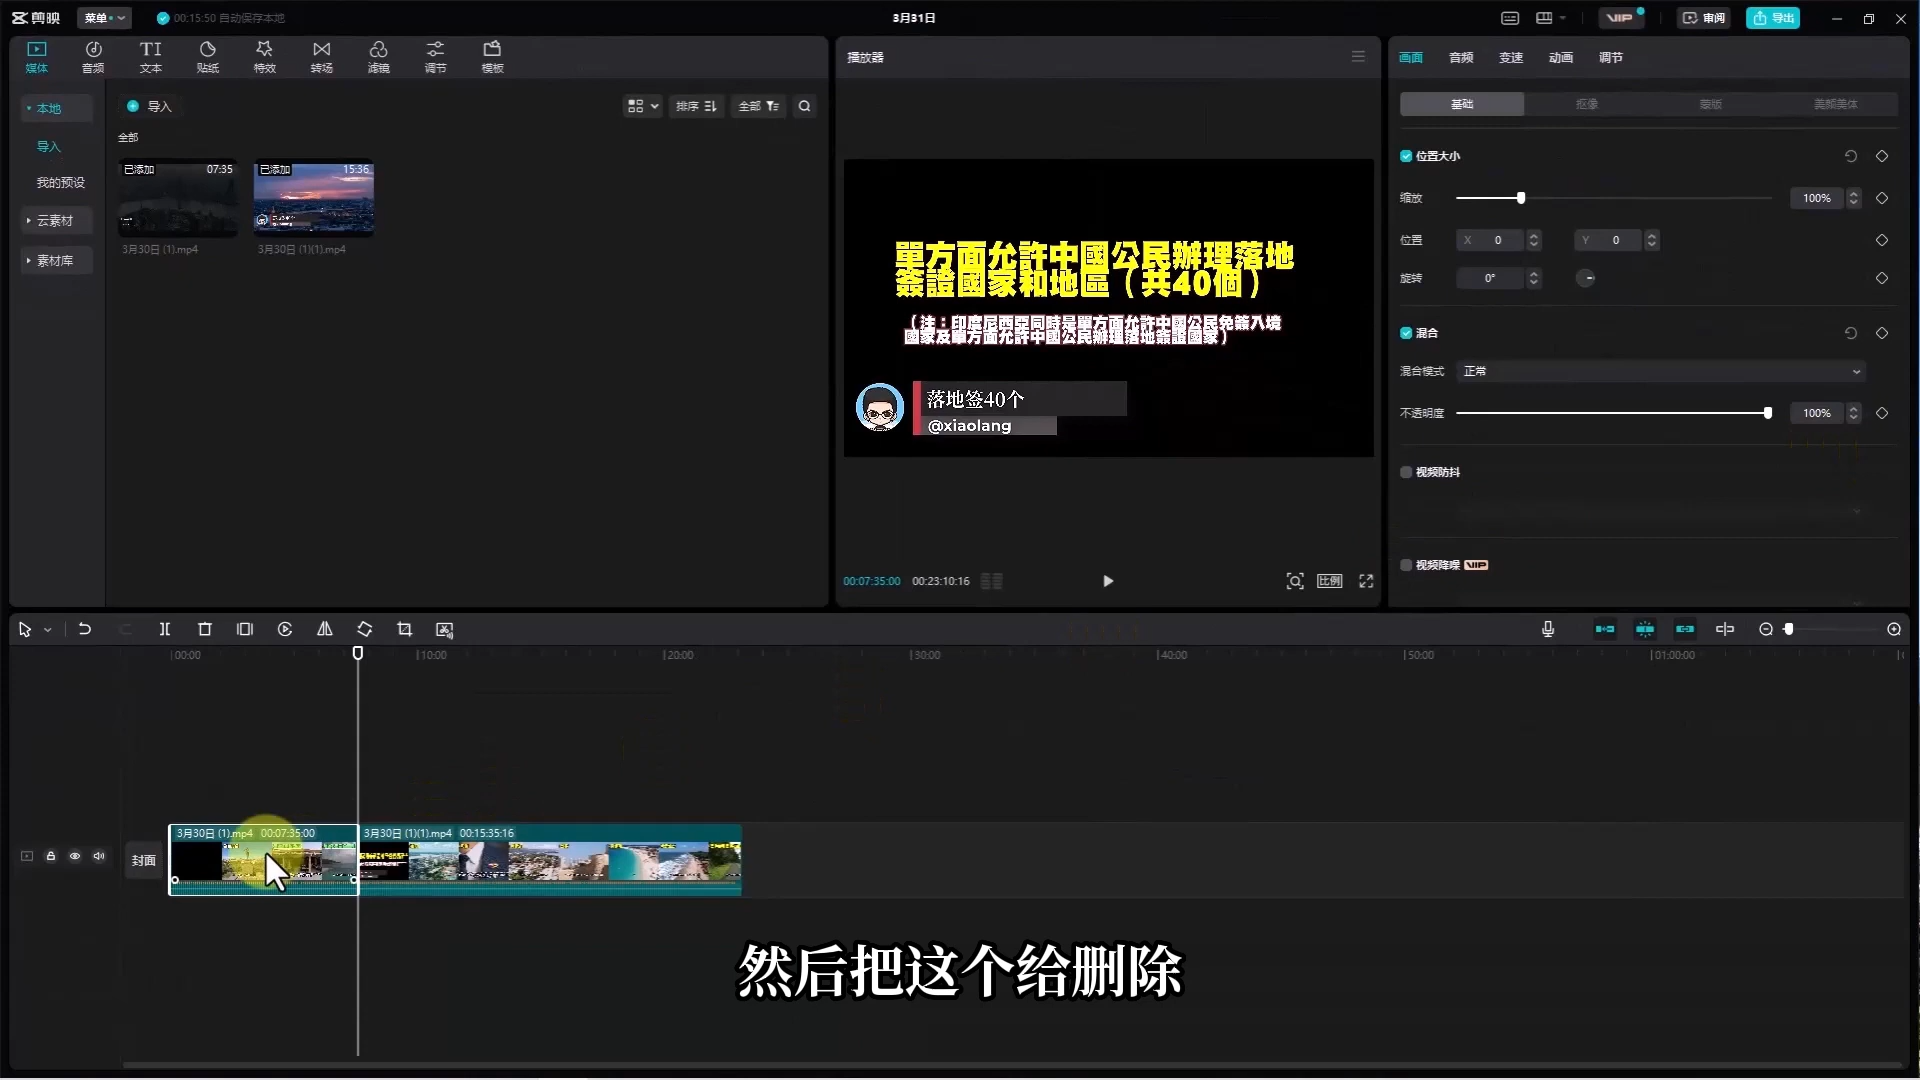 剪映
菜单
00:15:50 自动保存本地
3月31日
VIP
审阅
导出
媒体
音频
文本
贴纸
特效
转场
滤镜
调节
模板
本地
导入
我的预设
云素材
素材库
导入
排序
全部
全部
已添加
07:35
已添加
15:36
3月30日 (1).mp4
3月30日 (1)(1).mp4
播放器
單方面允許中國公民辦理落地
簽證國家和地區（共40個）
（注：印度尼西亞同時是單方面允許中國公民免簽入境
國家及單方面允許中國公民辦理落地簽證國家）
落地签40个
@xiaolang
00:07:35:00
00:23:10:16
比例
画面
音频
变速
动画
调节
基础
抠像
蒙版
美颜美体
位置大小
缩放
100%
位置
X 0
Y 0
旋转
0°
混合
混合模式
正常
不透明度
100%
视频防抖
视频降噪 VIP
00:00
10:00
20:00
30:00
40:00
50:00
01:00:00
封面
3月30日 (1).mp4 00:07:35:00
3月30日 (1)(1).mp4 00:15:35:16
然后把这个给删除